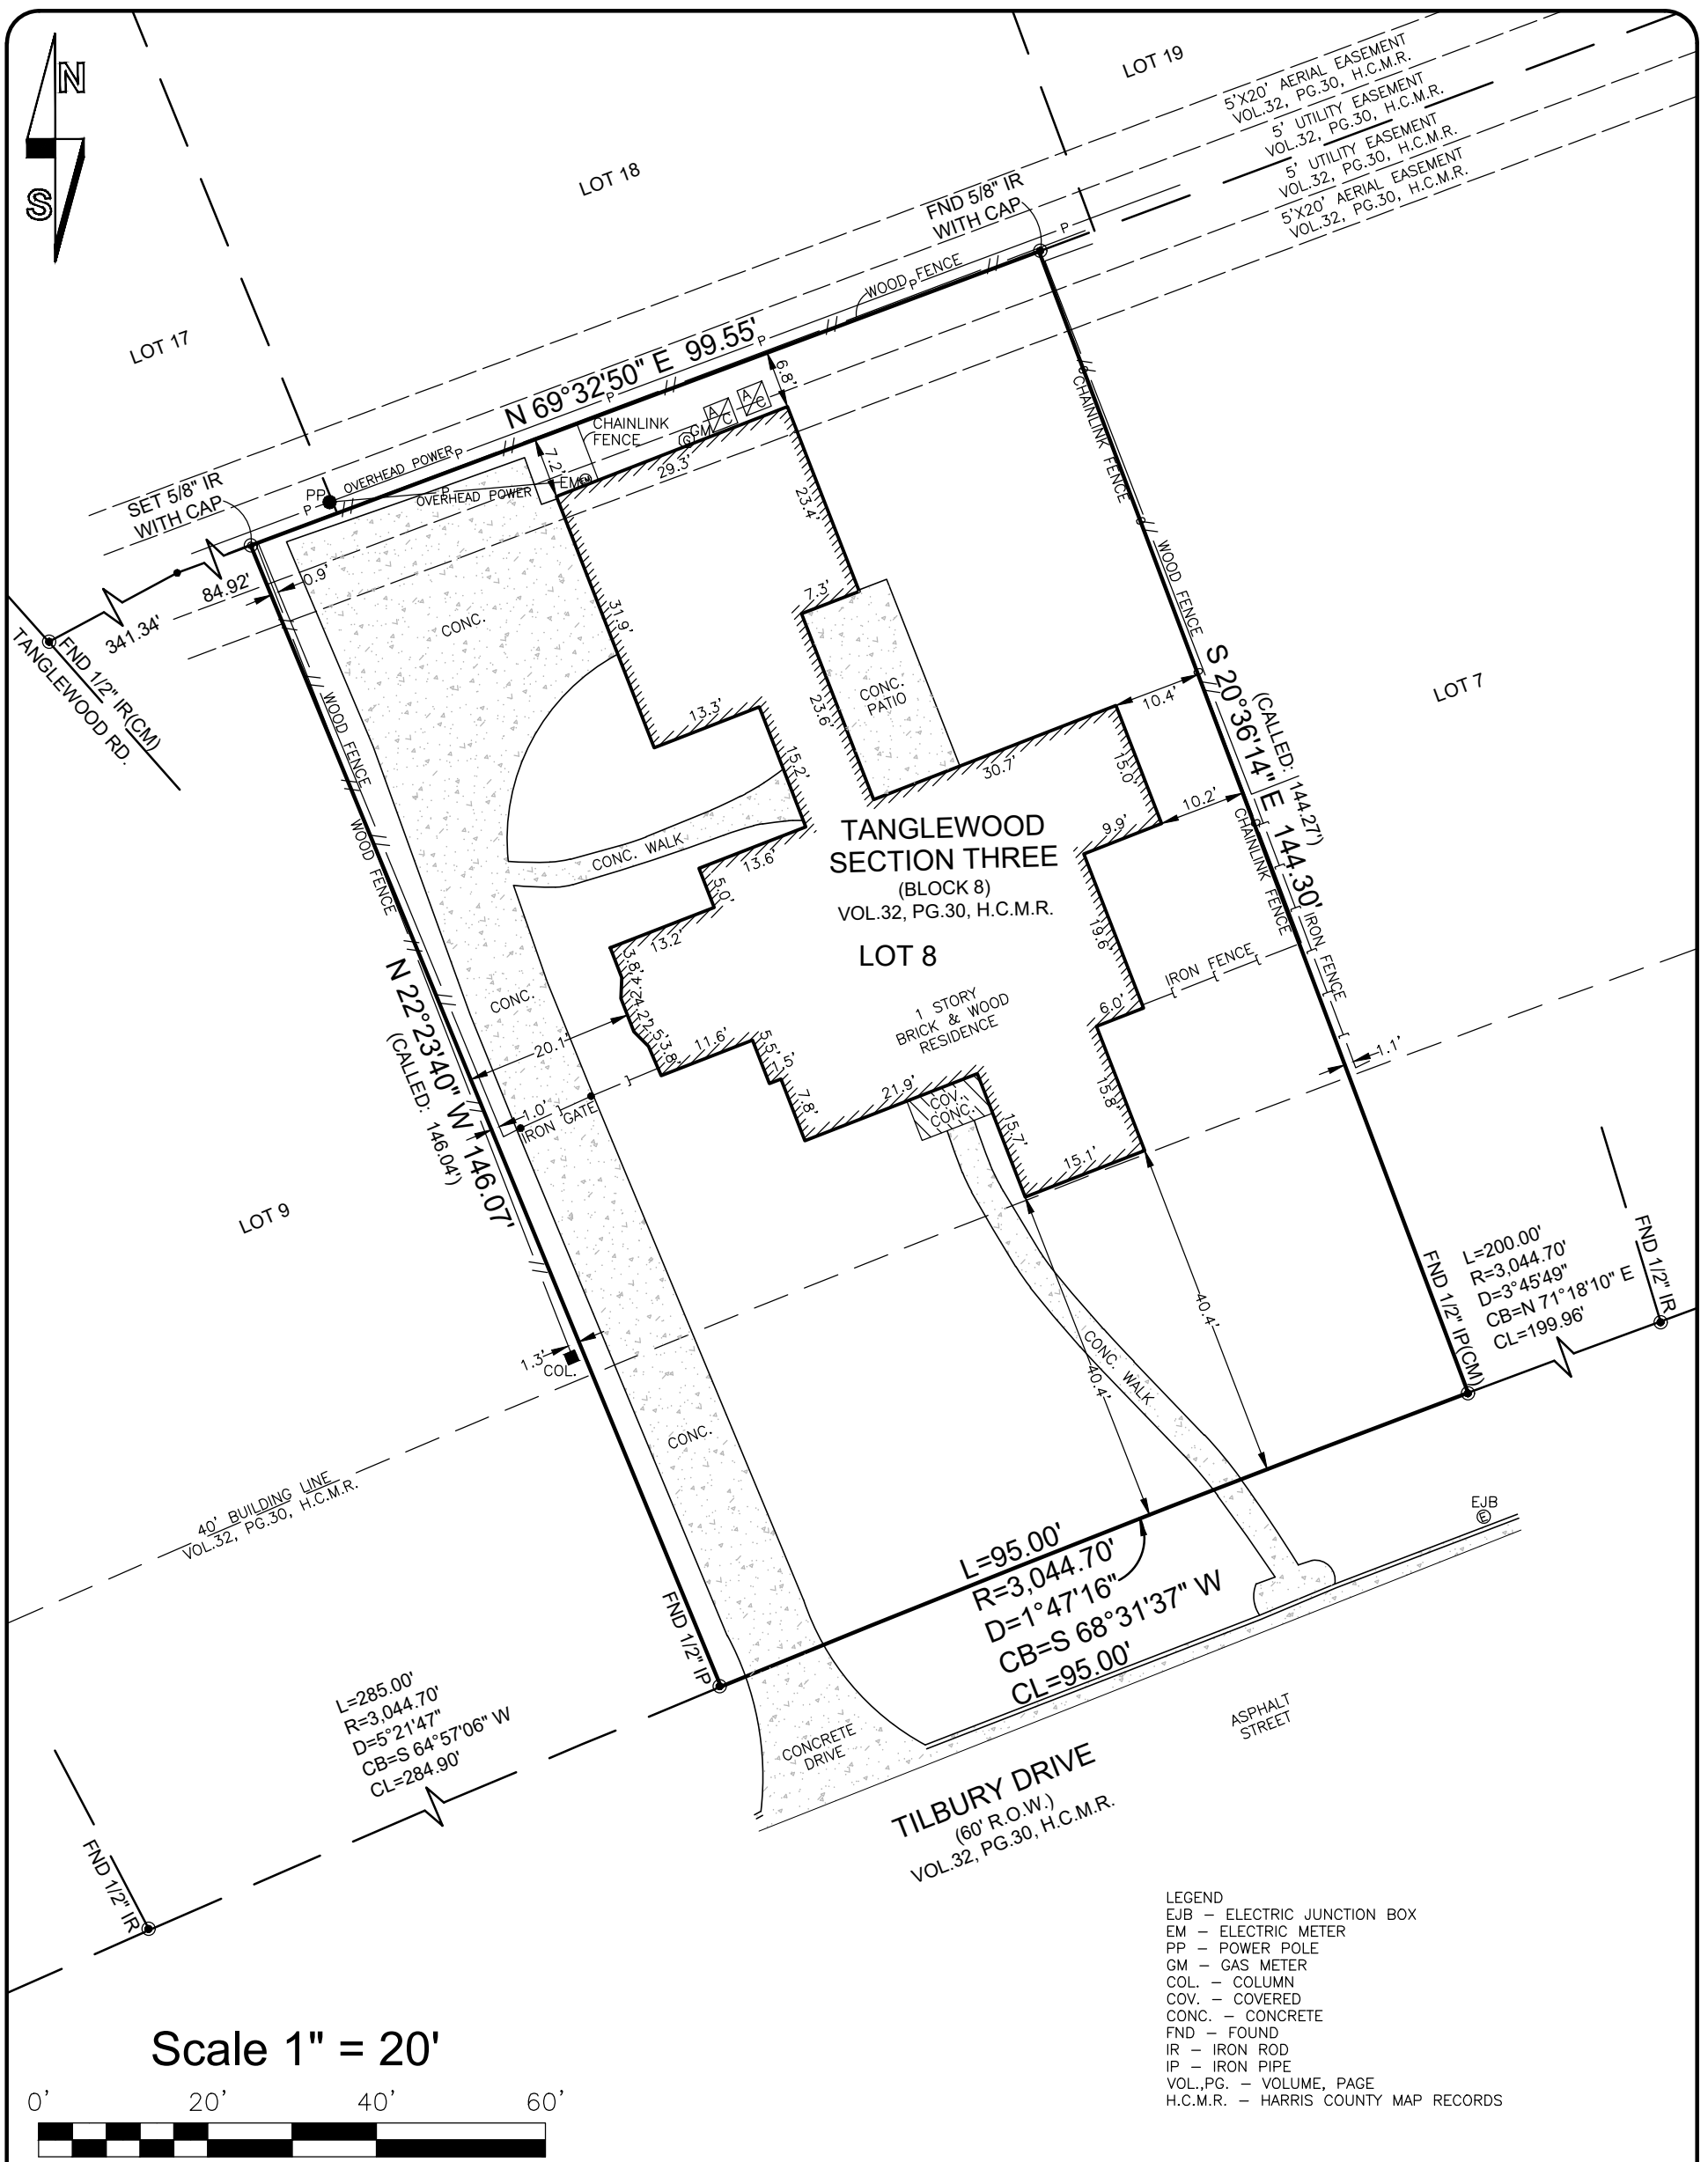 N
S
LOT 19
5'X20' AERIAL EASEMENT
VOL.32, PG.30, H.C.M.R.
5' UTILITY EASEMENT
VOL.32, PG.30, H.C.M.R.
5' UTILITY EASEMENT
VOL.32, PG.30, H.C.M.R.
5'X20' AERIAL EASEMENT
VOL.32, PG.30, H.C.M.R.
LOT 18
FND 5/8" IR
WITH CAP
P
WOOD FENCE
P
LOT 17
N 69°32'50" E 99.55'
P
6.8'
P
CHAINLINK
FENCE
A/C
A/C
GM
G
29.3'
7.2'
EM
OVERHEAD POWER
P
OVERHEAD POWER
P
PP
P
SET 5/8" IR
WITH CAP
84.92'
341.34'
0.9'
FND 1/2" IR(CM)
TANGLEWOOD RD.
CHAINLINK FENCE
WOOD FENCE
23.4'
7.3'
31.9'
CONC.
CONC.
PATIO
23.6'
13.3'
15.2'
30.7'
10.4'
15.0'
10.2'
9.9'
S 20°36'14" E 144.30'
(CALLED: 144.27')
LOT 7
WOOD FENCE
WOOD FENCE
CONC. WALK
13.6'
5.0'
13.2'
TANGLEWOOD
SECTION THREE
(BLOCK 8)
VOL.32, PG.30, H.C.M.R.
LOT 8
1 STORY
BRICK & WOOD
RESIDENCE
CHAINLINK FENCE
IRON FENCE
IRON FENCE
19.6'
6.0'
1.1'
3.8'
4.2'
4.2'
2.5'
3.8'
11.6'
5.5'
1.5'
7.8'
21.9'
COV.
CONC.
15.7'
15.8'
15.1'
CONC.
20.1'
N 22°23'40" W 146.07'
(CALLED: 146.04')
1.0'
IRON GATE
LOT 9
1.3'
COL.
40.4'
40.4'
CONC. WALK
CONC.
FND 1/2" IP(CM)
L=200.00'
R=3,044.70'
D=3°45'49"
CB=N 71°18'10" E
CL=199.96'
FND 1/2" IR
40' BUILDING LINE
VOL.32, PG.30, H.C.M.R.
EJB
E
FND 1/2" IP
L=95.00'
R=3,044.70'
D=1°47'16"
CB=S 68°31'37" W
CL=95.00'
L=285.00'
R=3,044.70'
D=5°21'47"
CB=S 64°57'06" W
CL=284.90'
CONCRETE
DRIVE
ASPHALT
STREET
TILBURY DRIVE
(60' R.O.W.)
VOL.32, PG.30, H.C.M.R.
FND 1/2" IR
LEGEND
EJB – ELECTRIC JUNCTION BOX
EM – ELECTRIC METER
PP – POWER POLE
GM – GAS METER
COL. – COLUMN
COV. – COVERED
CONC. – CONCRETE
FND – FOUND
IR – IRON ROD
IP – IRON PIPE
VOL.,PG. – VOLUME, PAGE
H.C.M.R. – HARRIS COUNTY MAP RECORDS
Scale 1" = 20'
0' 20' 40' 60'